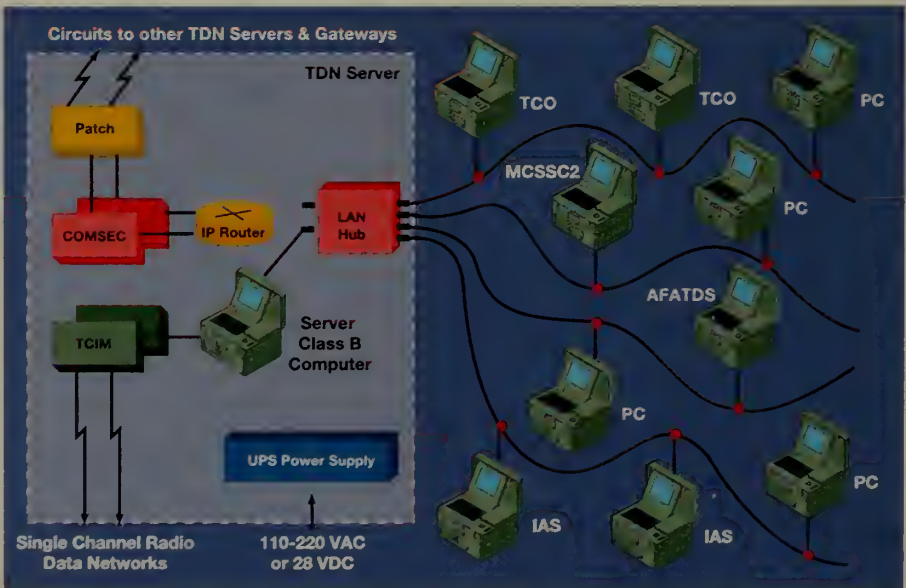 Circuits to other TDN Servers & Gateways
TDN Server
Patch
COMSEC
IP Router
LAN
Hub
TCIM
Server
Class B
Computer
UPS Power Supply
Single Channel Radio
Data Networks
110-220 VAC
or 28 VDC
TCO
TCO
PC
MCSSC2
PC
AFATDS
PC
PC
IAS
IAS